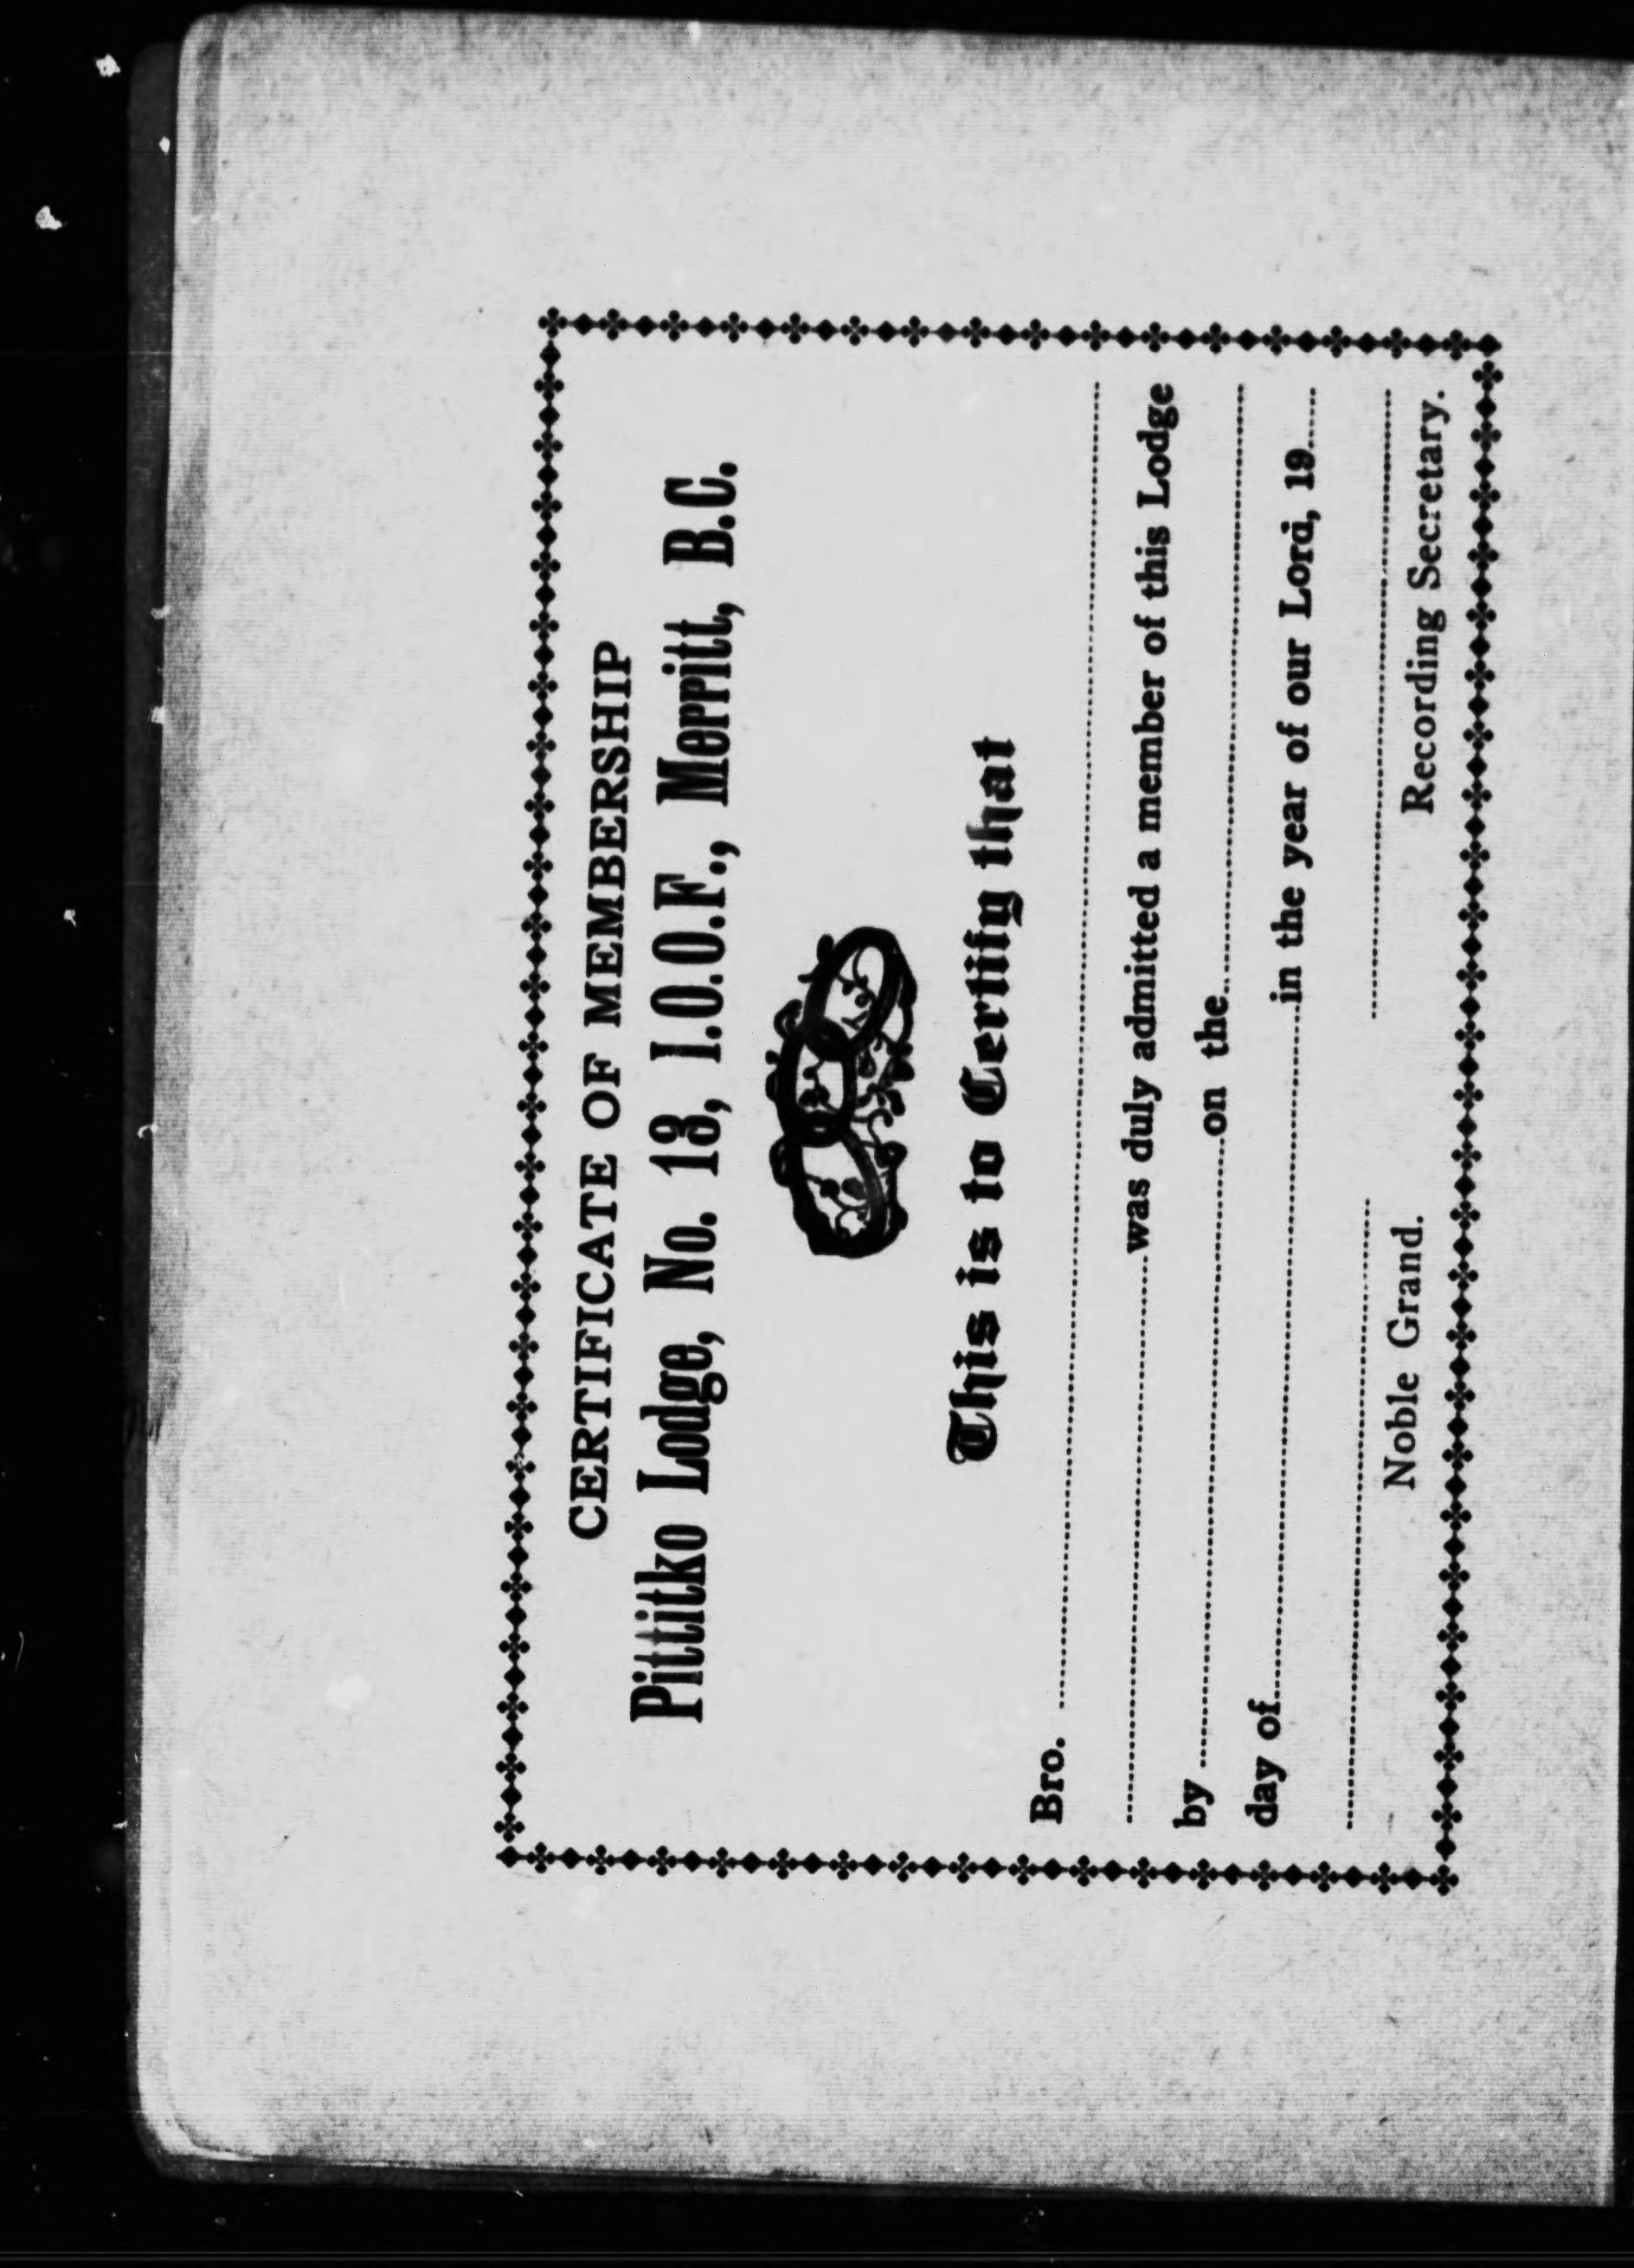 CERTIFICATE OF MEMBERSHIP
Pittitko Lodge, No. 13, I.O.O.F., Merritt, B.C.
This is to Certify that
Bro.
was duly admitted a member of this Lodge
by on the
day of in the year of our Lord, 19
Noble Grand. Recording Secretary.